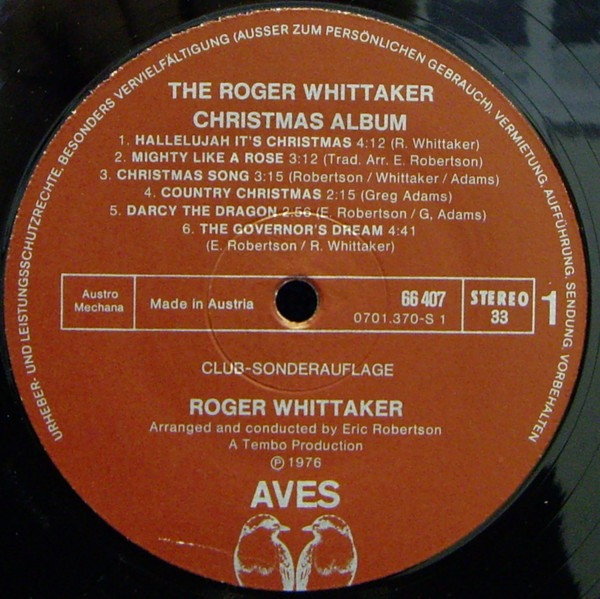 URHEBER- UND LEISTUNGSSCHUTZRECHTE, BESONDERS VERVIELFÄLTIGUNG (AUSSER ZUM PERSÖNLICHEN GEBRAUCH), VERMIETUNG, AUFFÜHRUNG, SENDUNG VORBEHALTEN
THE ROGER WHITTAKER
CHRISTMAS ALBUM
1. HALLELUJAH IT'S CHRISTMAS 4:12 (R. Whittaker)
2. MIGHTY LIKE A ROSE 3:12 (Trad. Arr. E. Robertson)
3. CHRISTMAS SONG 3:15 (Robertson / Whittaker / Adams)
4. COUNTRY CHRISTMAS 2:15 (Greg Adams)
5. DARCY THE DRAGON 2:56 (E. Robertson / G, Adams)
6. THE GOVERNOR'S DREAM 4:41
(E. Robertson / R. Whittaker)
Austro
Mechana
Made in Austria
66 407
0701.370-S 1
STEREO
33
1
CLUB-SONDERAUFLAGE
ROGER WHITTAKER
Arranged and conducted by Eric Robertson
A Tembo Production
℗ 1976
AVES